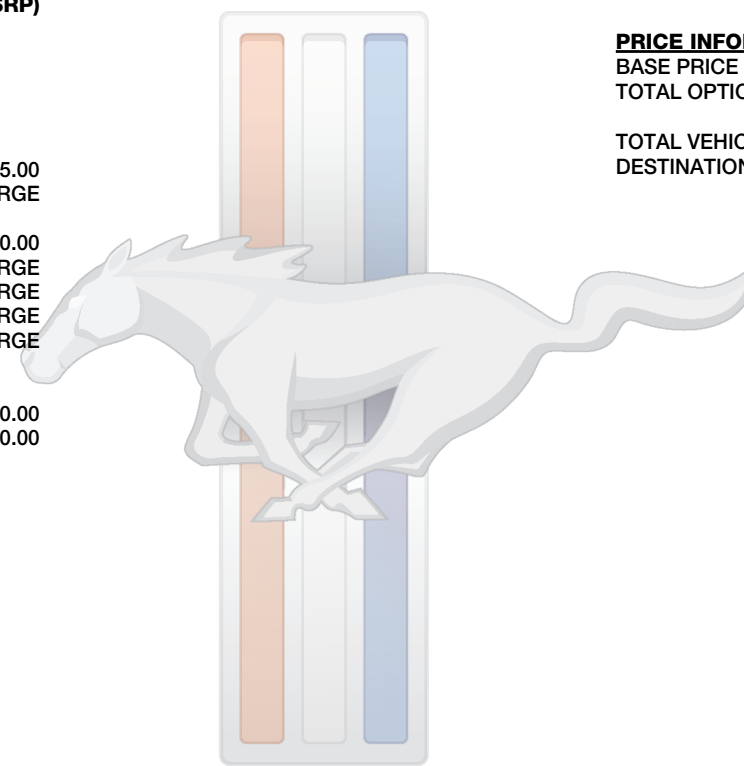 SRP)
5.00
RGE
0.00
RGE
RGE
RGE
RGE
0.00
0.00
PRICE INFO
BASE PRICE
TOTAL OPTIO
TOTAL VEHIC
DESTINATION